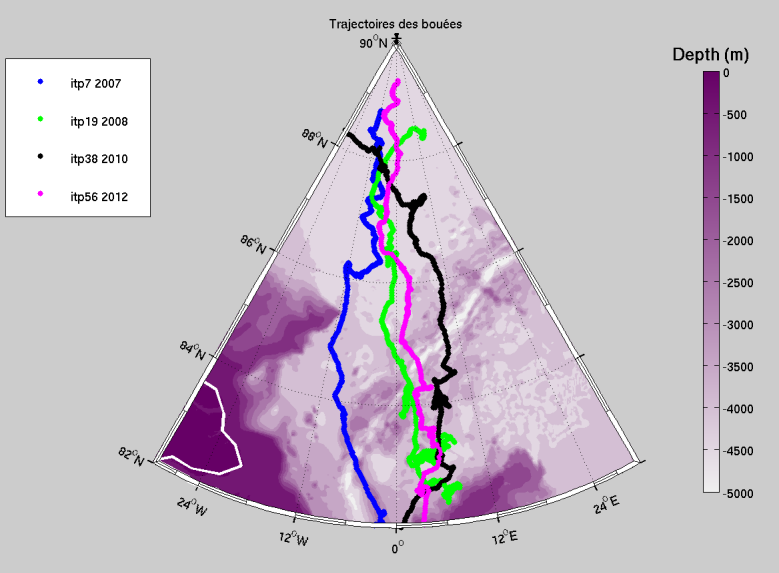 Trajectoires des bouées
90°N
Depth (m)
itp7 2007
itp19 2008
itp38 2010
itp56 2012
88°N
86°N
84°N
82°N
24°W
12°W
0°
12°E
24°E
0
-500
-1000
-1500
-2000
-2500
-3000
-3500
-4000
-4500
-5000